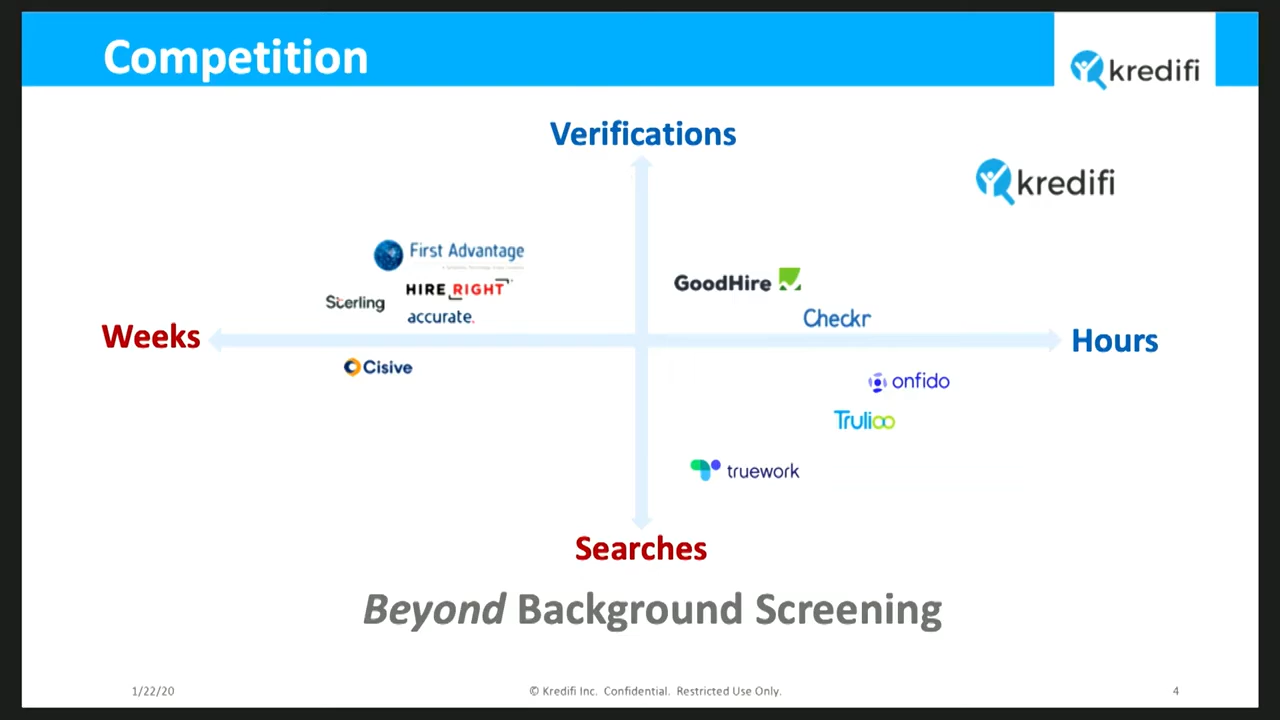 Competition
kredifi
Verifications
kredifi
First Advantage
HIRE RIGHT
Sterling
accurate.
GoodHire
Checkr
Weeks
Hours
Cisive
onfido
Trulioo
truework
Searches
Beyond Background Screening
1/22/20
© Kredifi Inc. Confidential. Restricted Use Only.
4